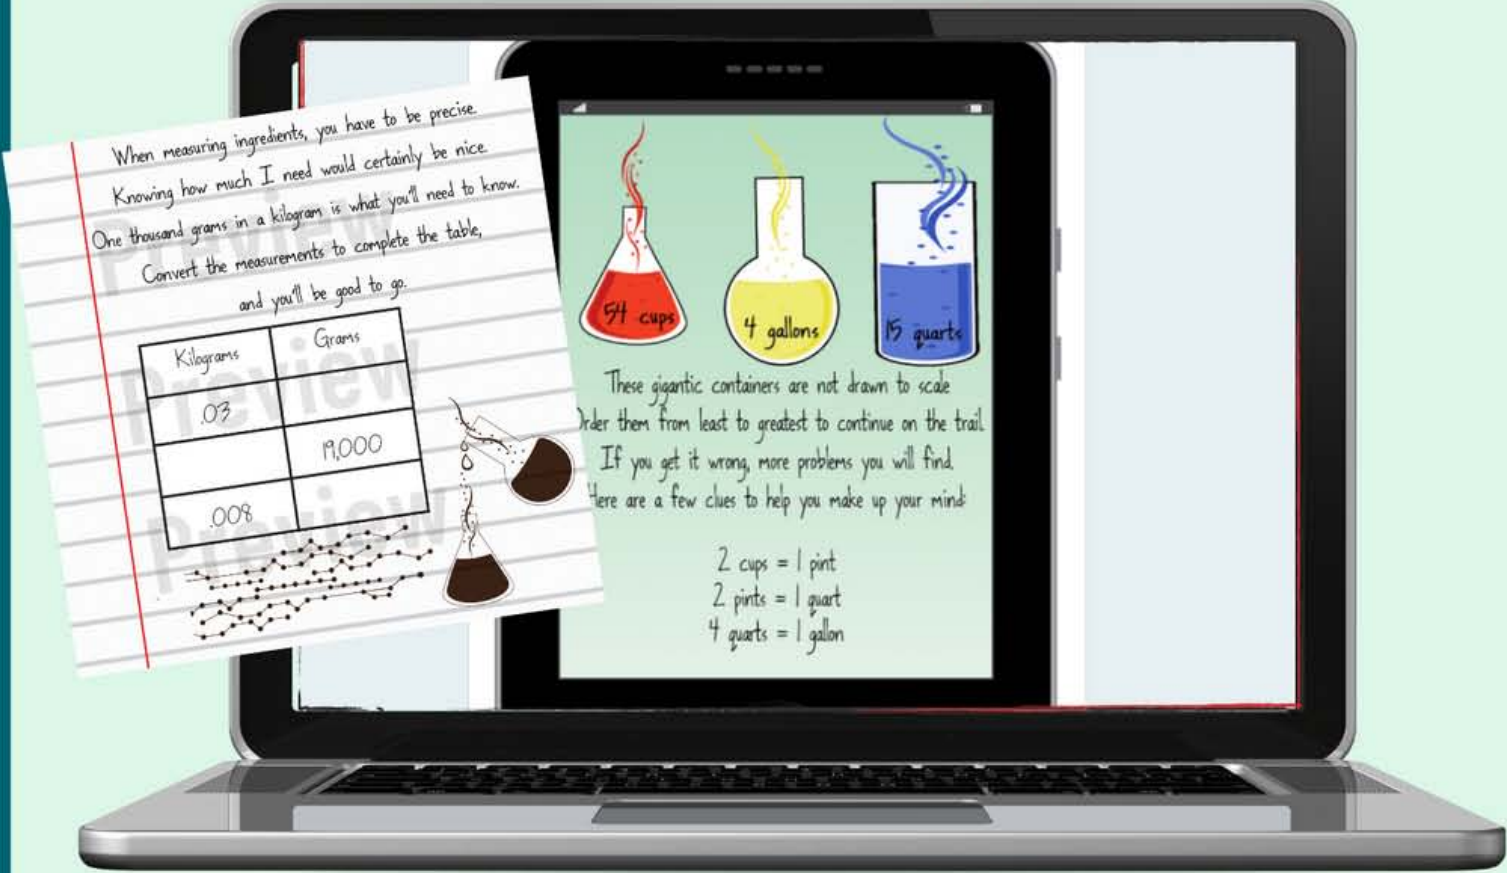 When measuring ingredients, you have to be precise.
Knowing how much I need would certainly be nice.
One thousand grams in a kilogram is what you'll need to know.
Convert the measurements to complete the table,
and you'll be good to go.
Kilograms Grams
.03
19,000
.008
Preview
Preview
Preview
54 cups
4 gallons
15 quarts
These gigantic containers are not drawn to scale
Order them from least to greatest to continue on the trail.
If you get it wrong, more problems you will find.
Here are a few clues to help you make up your mind:
2 cups = 1 pint
2 pints = 1 quart
4 quarts = 1 gallon